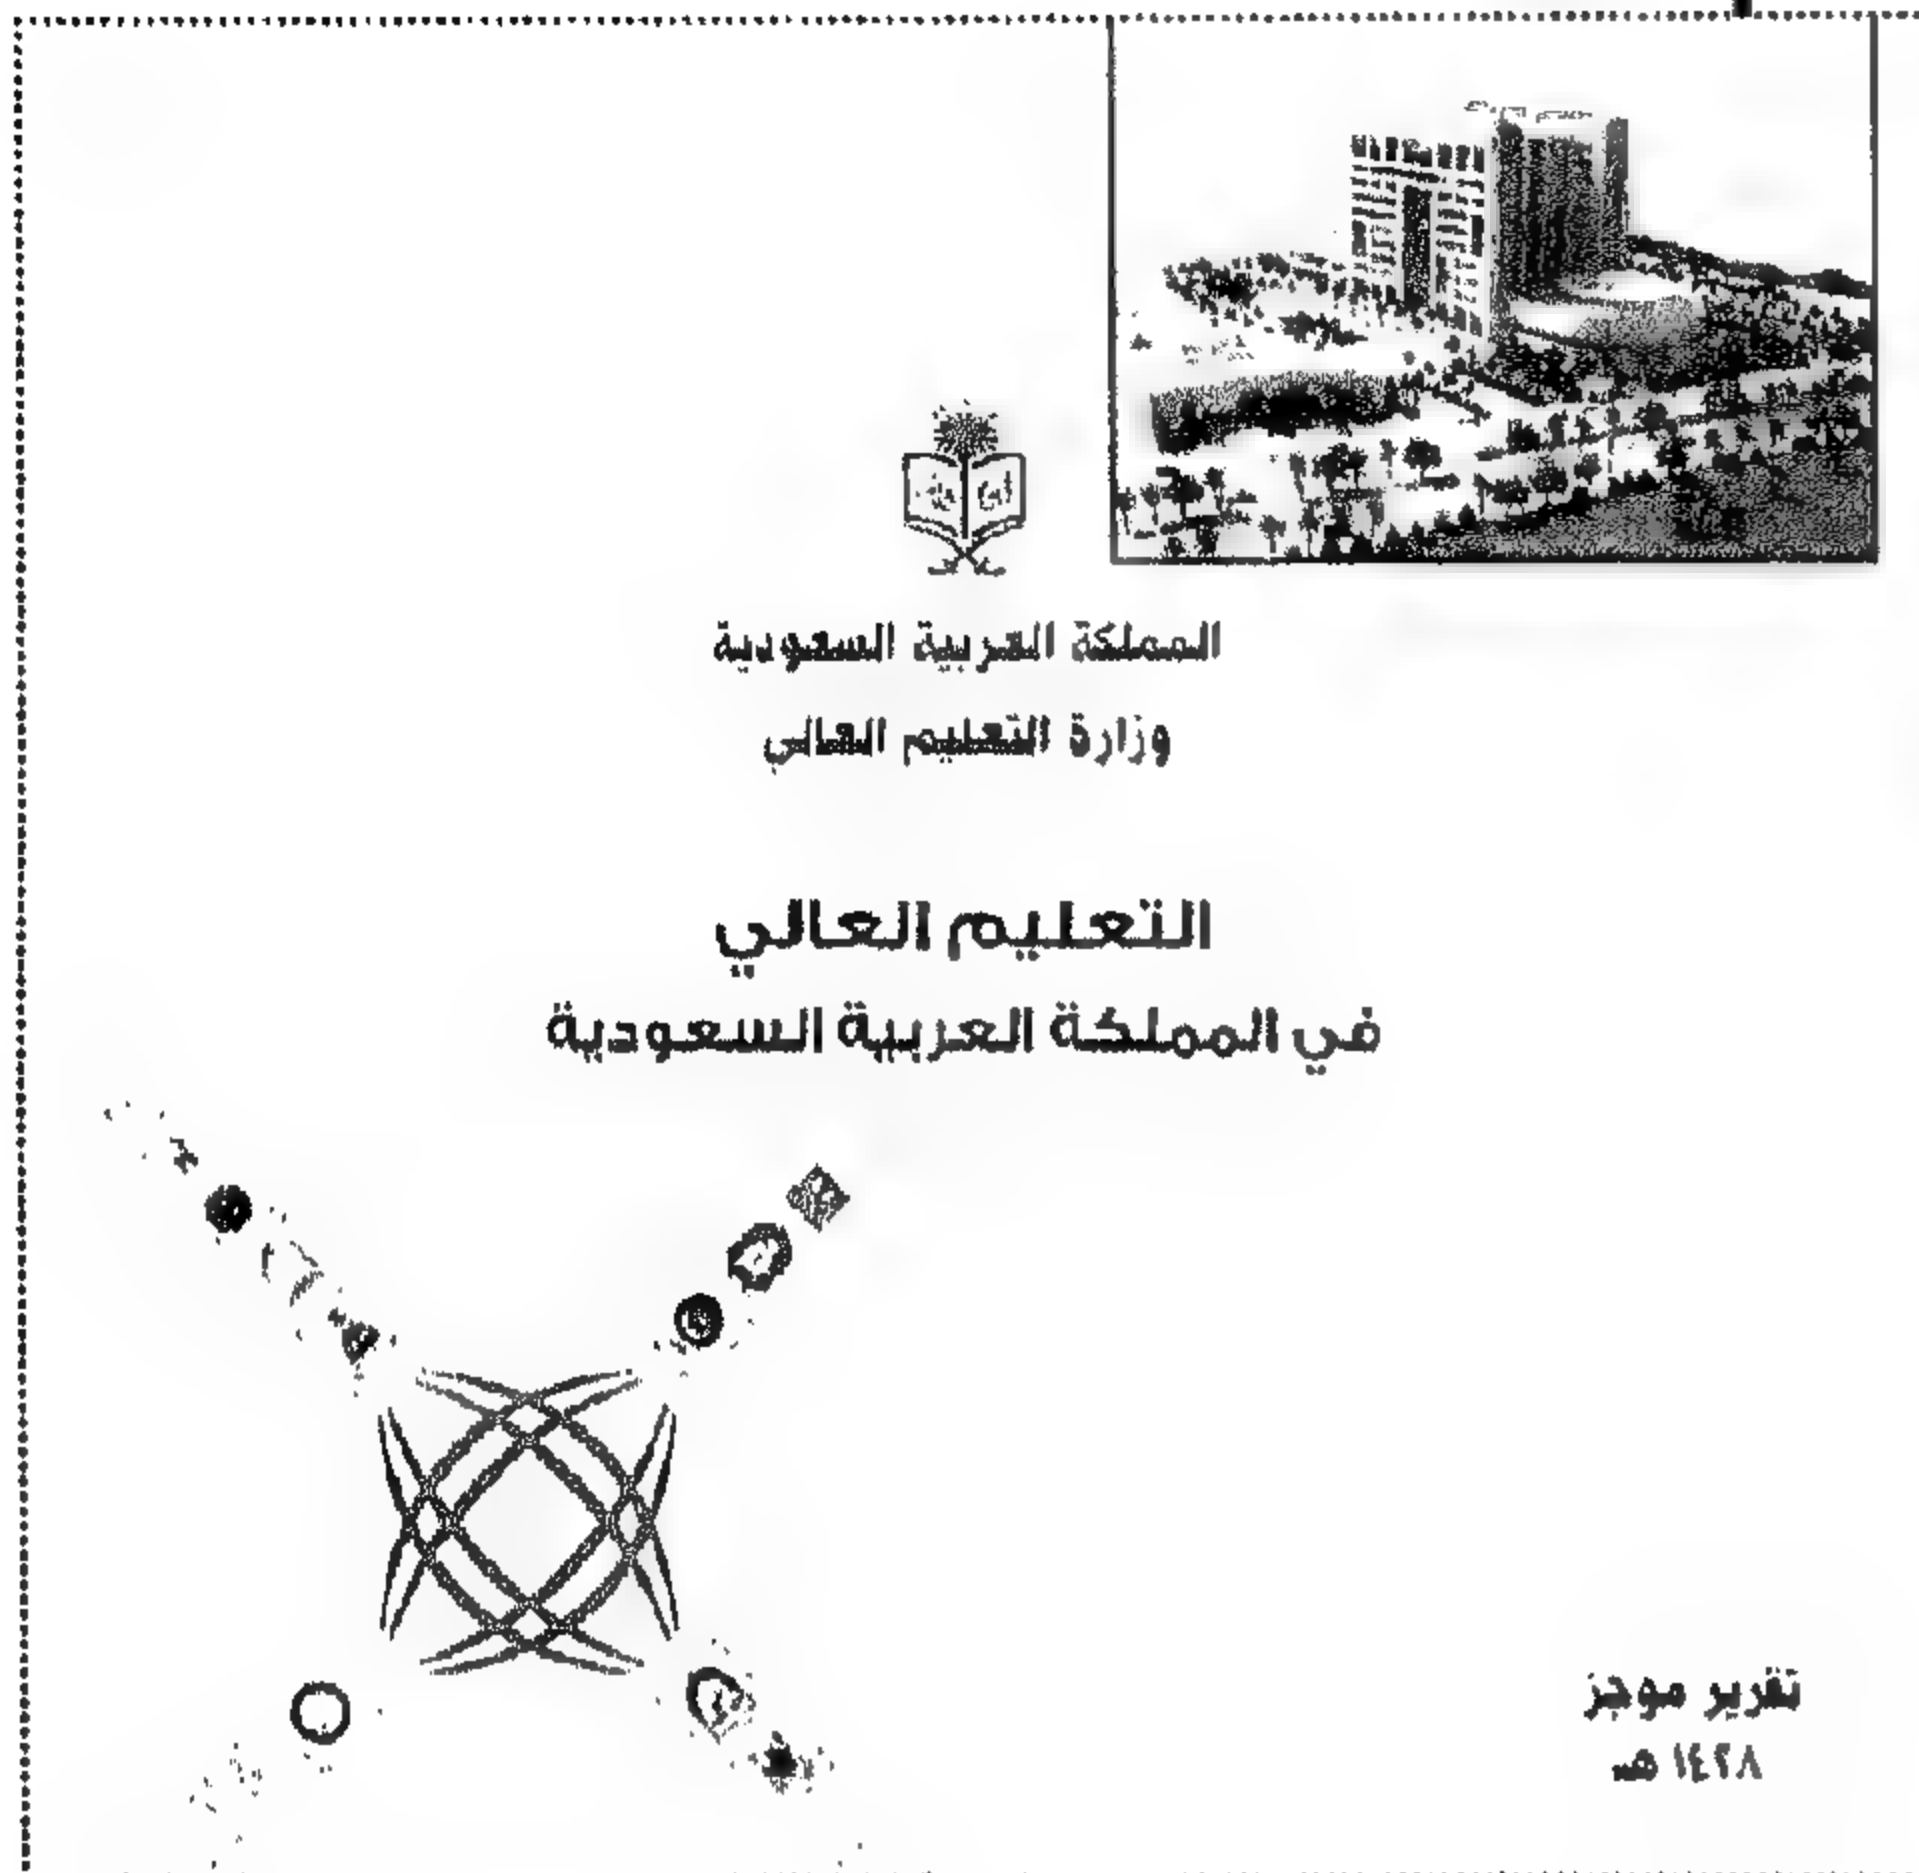 المملكة العربية السعودية
وزارة التعليم العالي
التعليم العالي
في المملكة العربية السعودية
تقرير موجز
١٤٢٨ هـ